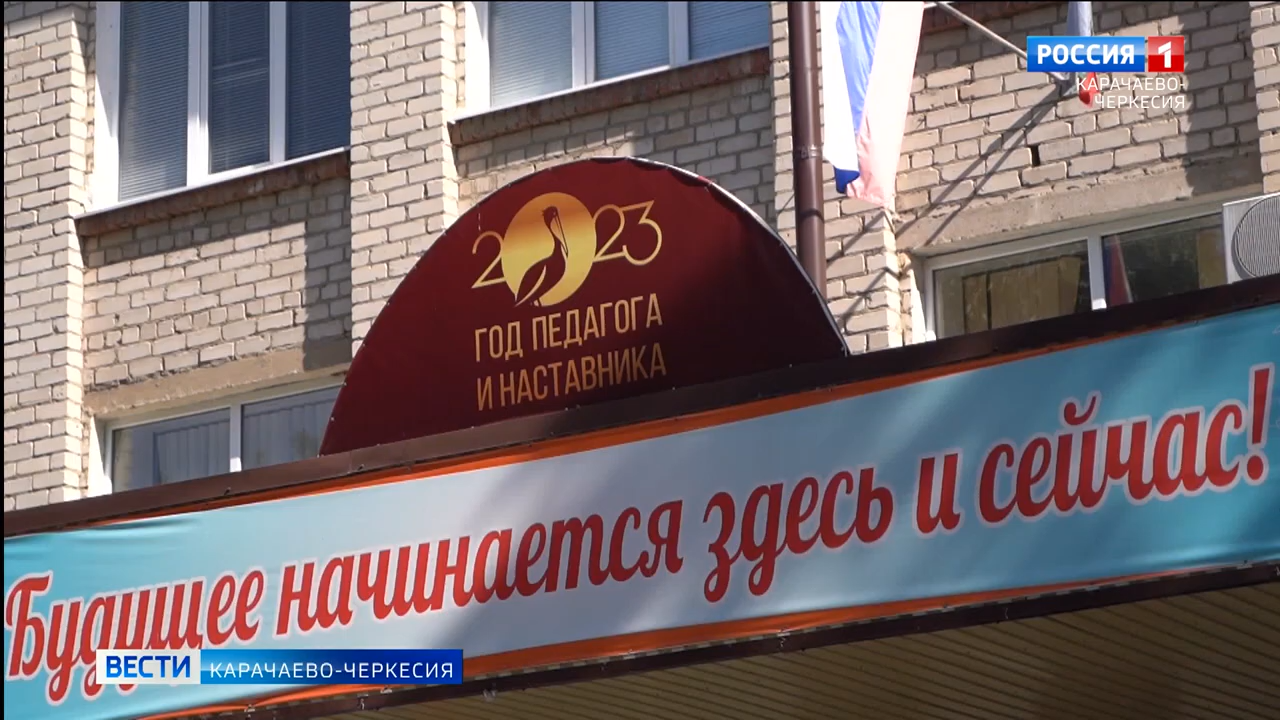 РОССИЯ 1
КАРАЧАЕВО-
ЧЕРКЕСИЯ
2023
ГОД ПЕДАГОГА
И НАСТАВНИКА
Будущее начинается здесь и сейчас!
ВЕСТИ КАРАЧАЕВО-ЧЕРКЕСИЯ